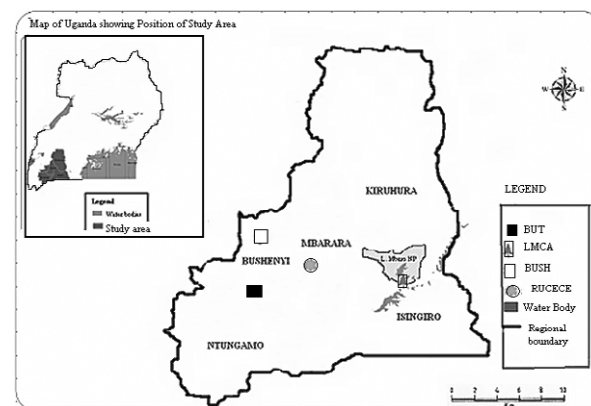 Map of Uganda showing Position of Study Area
Legend
Water bodies
Study area
N
W
E
S
KIRUHURA
MBARARA
BUSHENYI
L. Mburo NP
ISINGIRO
NTUNGAMO
LEGEND
BUT
LMCA
BUSH
RUCECE
Water Body
Regional
boundary
0 2 4 6 8 10